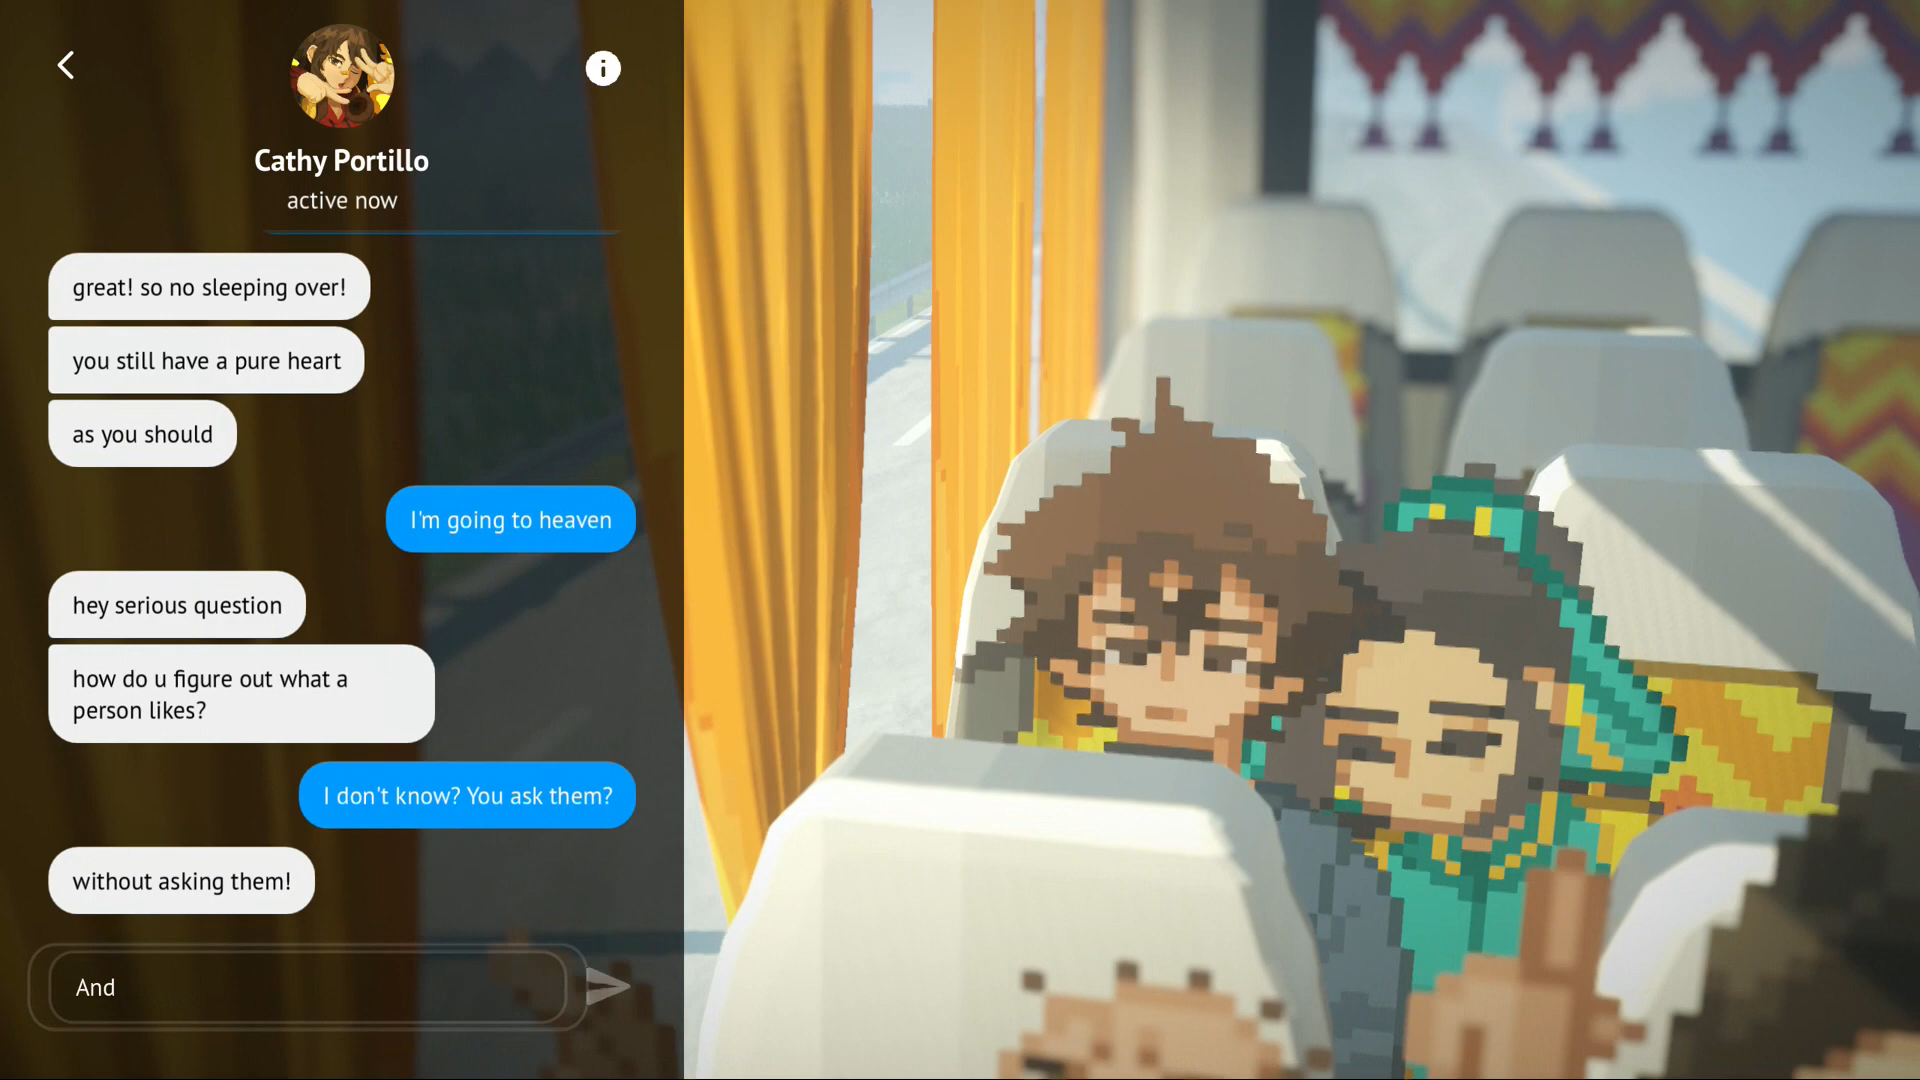 Cathy Portillo
active now
great! so no sleeping over!
you still have a pure heart
as you should
I'm going to heaven
hey serious question
how do u figure out what a
person likes?
I don't know? You ask them?
without asking them!
And